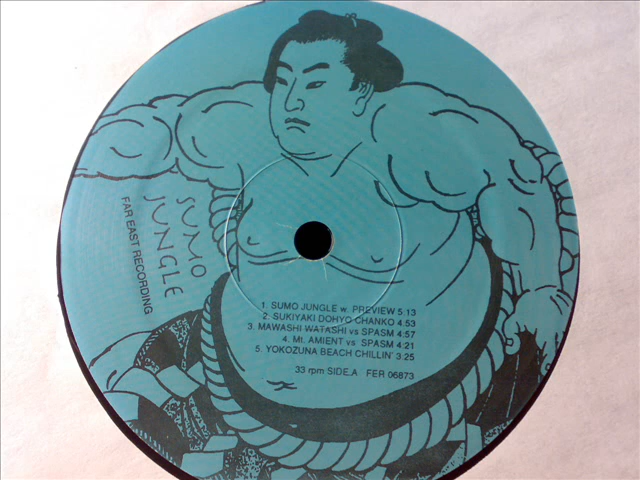 SUMO
JUNGLE
FAR EAST RECORDING
1. SUMO JUNGLE w. PREVIEW 5:13
2. SUKIYAKI DOHYO CHANKO 4:53
3. MAWASHI WATASHI vs SPASM 4:57
4. Mt. AMIENT vs SPASM 4:21
5. YOKOZUNA BEACH CHILLIN' 3:25
33 rpm SIDE.A FER 06873